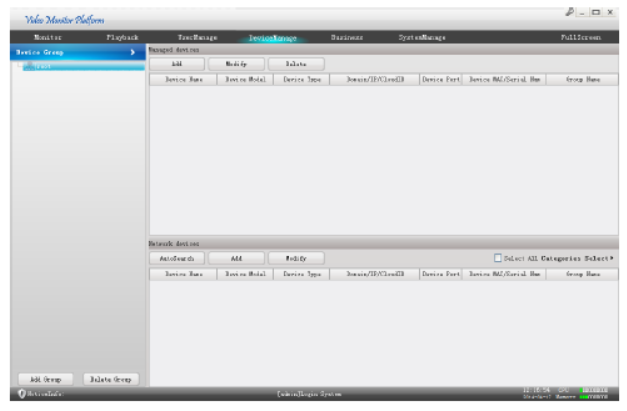 Video Monitor Platform
Monitor Playback UserManage DeviceManage Business SystemManage FullScreen
Device Group
Managed devices
Add Modify Delete
Device Name Device Model Device Type Domain/IP/CloudID Device Port Device MAC/Serial Num Group Name
Network devices
AutoSearch Add Modify Select All Categories Select
Device Name Device Model Device Type Domain/IP/CloudID Device Port Device MAC/Serial Num Group Name
Add Group Delete Group
NoticeInfo: [admin]Login System CPU
Memory